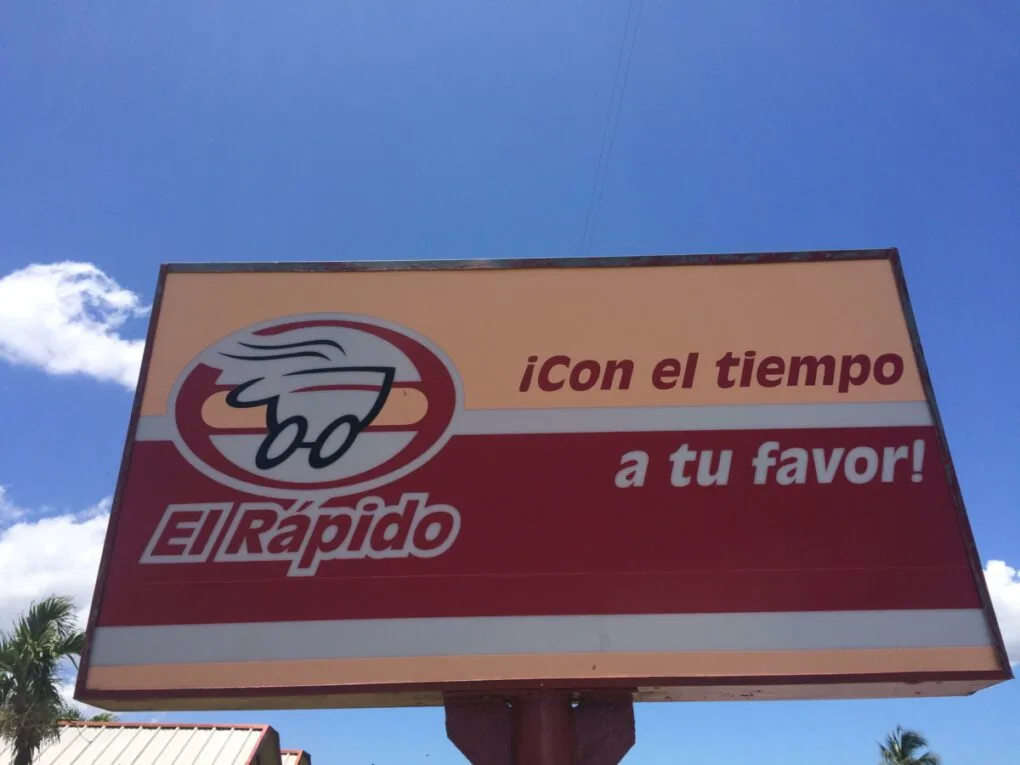 ¡Con el tiempo
a tu favor!
El Rápido